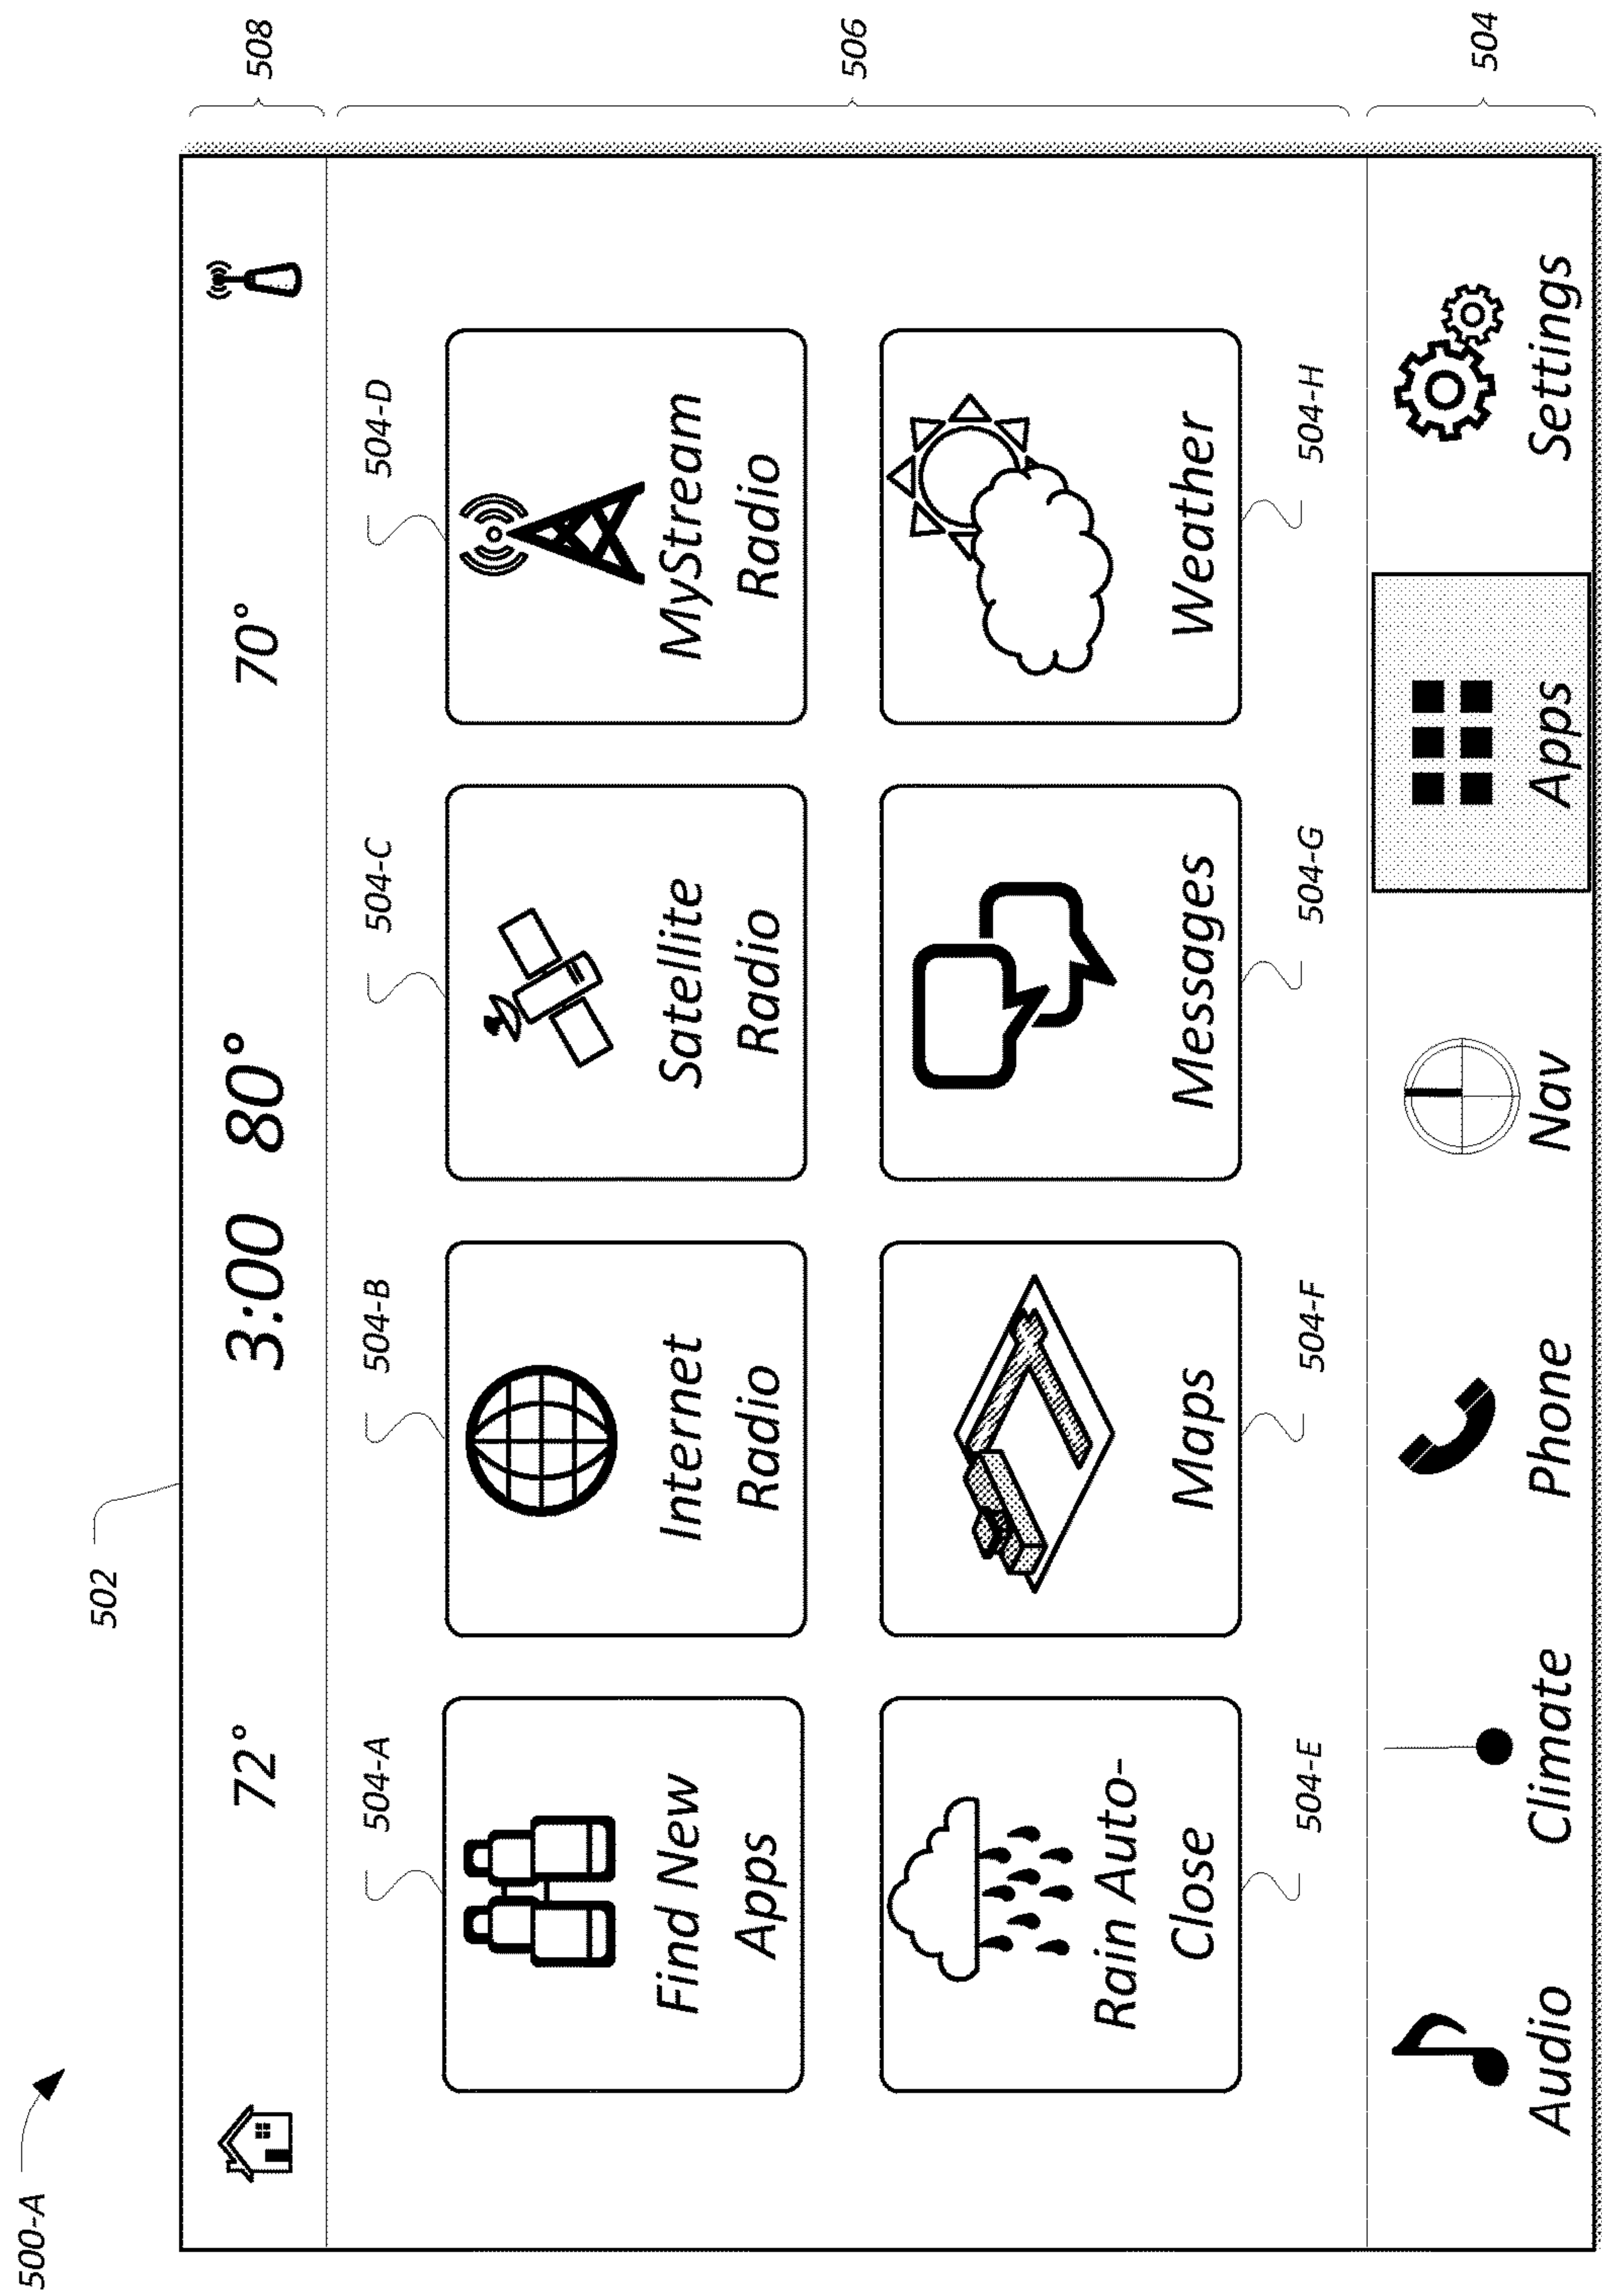 500-A
502
72°
3:00 80°
70°
508
504-A
504-B
504-C
504-D
Find New
Apps
Internet
Radio
Satellite
Radio
MyStream
Radio
506
Rain Auto-
Close
Maps
Messages
Weather
504-E
504-F
504-G
504-H
Audio
Climate
Phone
Nav
Apps
Settings
504